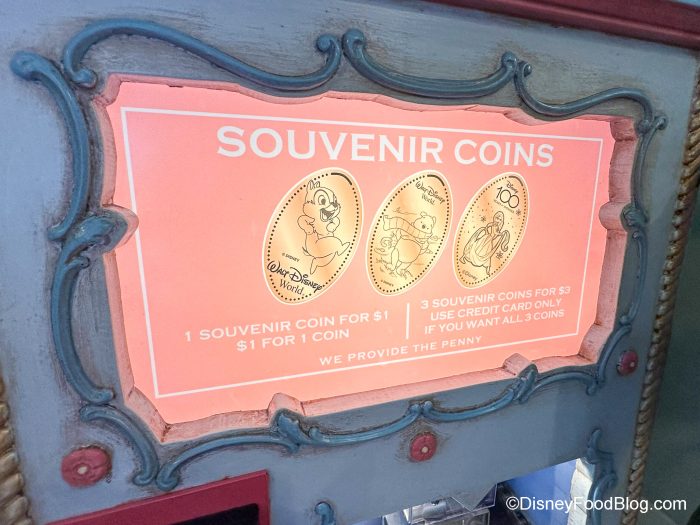 SOUVENIR COINS
© DISNEY
Walt Disney
World.
Walt Disney
World
© DISNEY
Disney
100
© DISNEY
1 SOUVENIR COIN FOR $1
$1 FOR 1 COIN
3 SOUVENIR COINS FOR $3
USE CREDIT CARD ONLY
IF YOU WANT ALL 3 COINS
WE PROVIDE THE PENNY
©DisneyFoodBlog.com